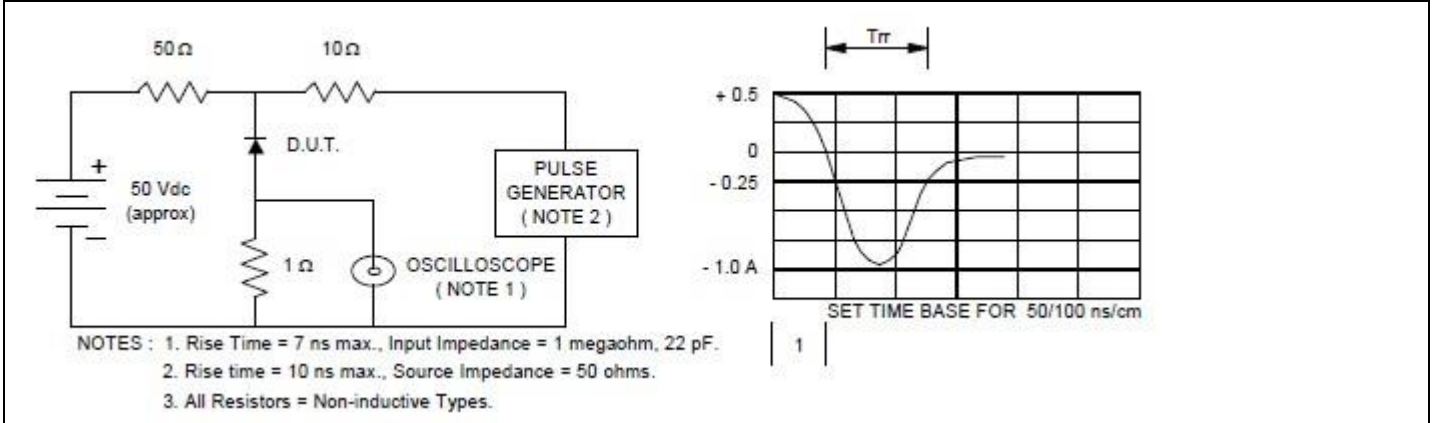 50 Ω
10 Ω
D.U.T.
+
50 Vdc
(approx)
−
1 Ω
OSCILLOSCOPE
( NOTE 1 )
PULSE
GENERATOR
( NOTE 2 )
Trr
+ 0.5
0
- 0.25
- 1.0 A
SET TIME BASE FOR 50/100 ns/cm
1
NOTES : 1. Rise Time = 7 ns max., Input Impedance = 1 megaohm, 22 pF.
2. Rise time = 10 ns max., Source Impedance = 50 ohms.
3. All Resistors = Non-inductive Types.